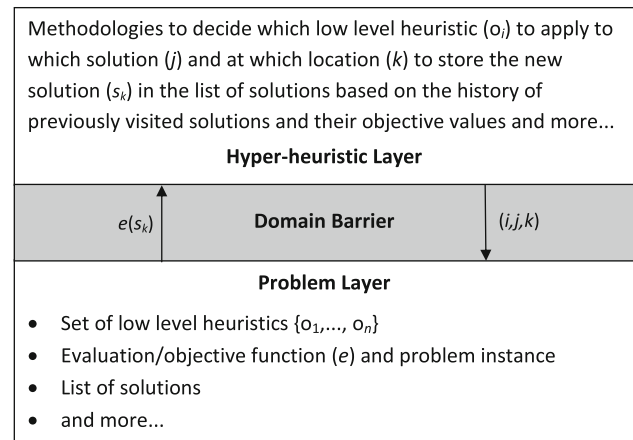 Methodologies to decide which low level heuristic (oᵢ) to apply to
which solution (j) and at which location (k) to store the new
solution (sₖ) in the list of solutions based on the history of
previously visited solutions and their objective values and more...
Hyper-heuristic Layer
e(sₖ)
Domain Barrier
(i,j,k)
Problem Layer
• Set of low level heuristics {o₁,..., oₙ}
• Evaluation/objective function (e) and problem instance
• List of solutions
• and more...